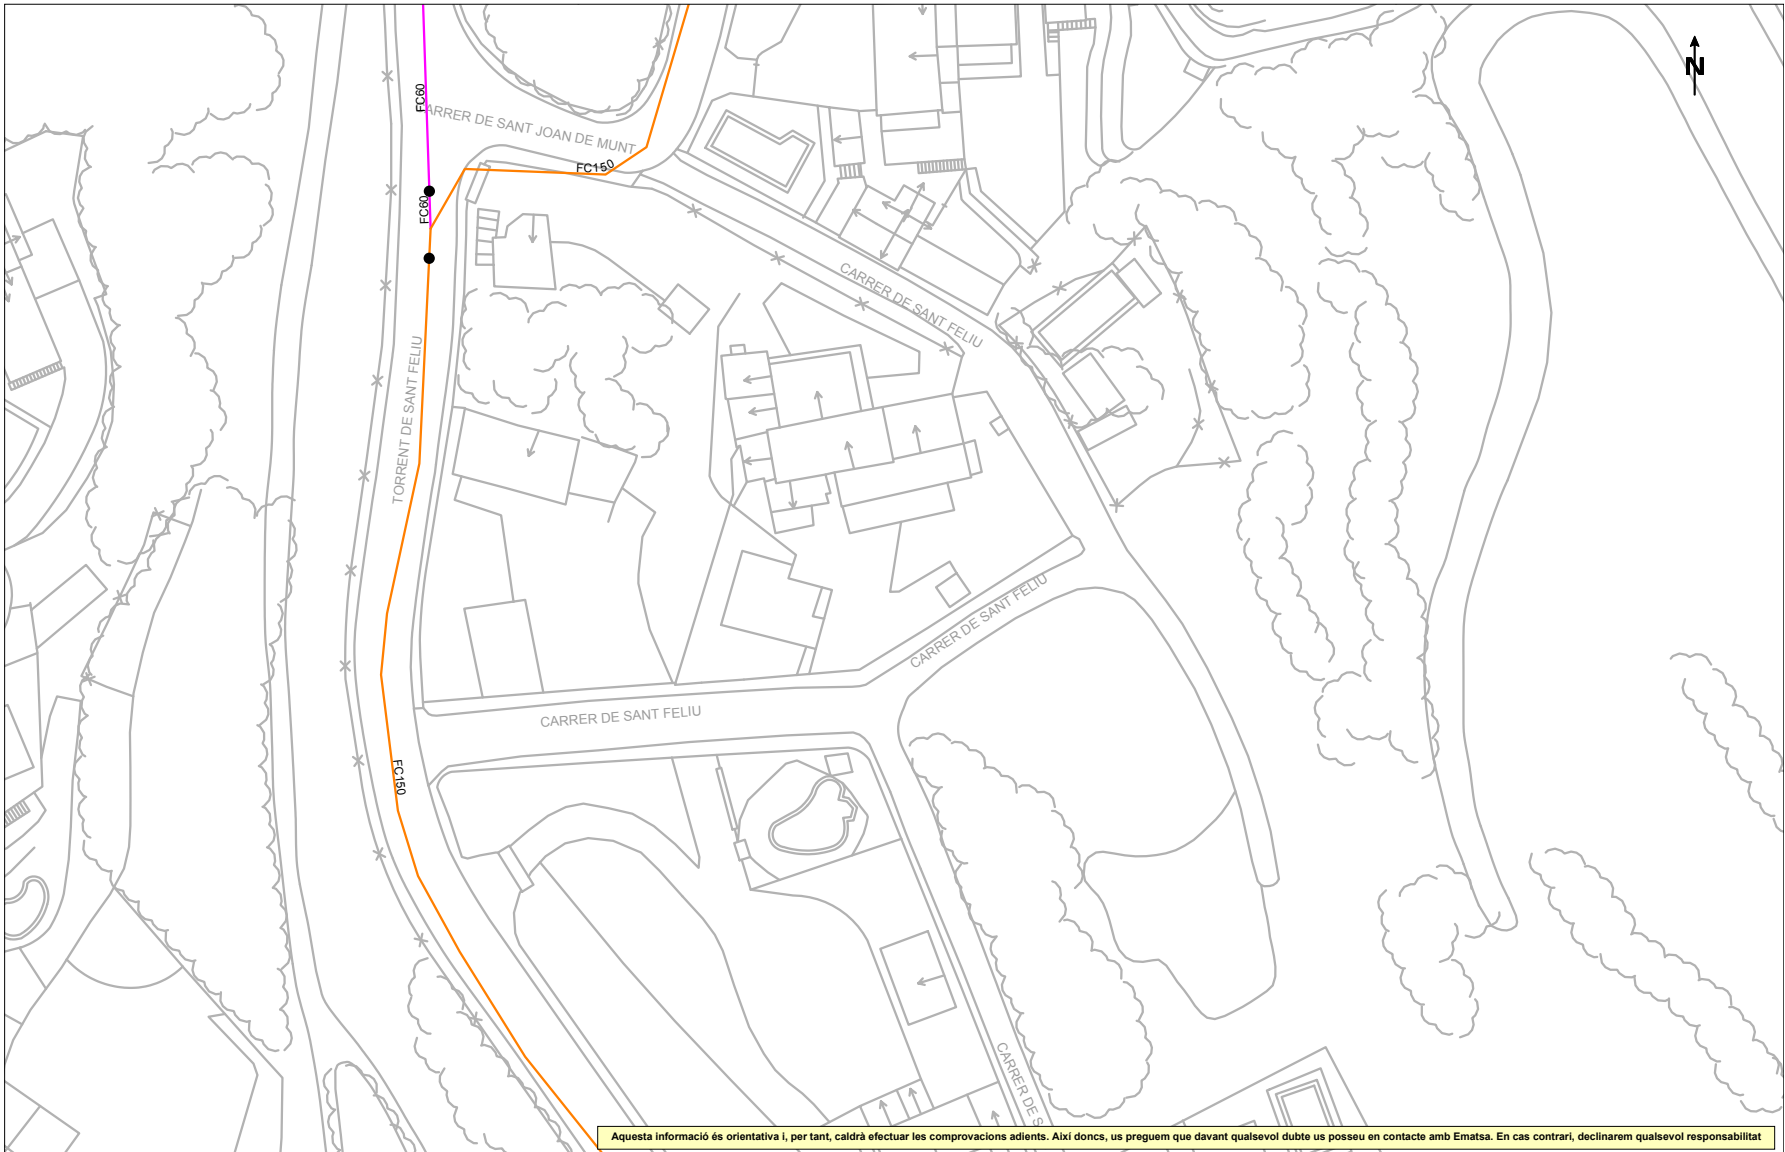 N
FC60
ARRER DE SANT JOAN DE MUNT
FC150
FC60
CARRER DE SANT FELIU
TORRENT DE SANT FELIU
CARRER DE SANT FELIU
CARRER DE SANT FELIU
FC150
CARRER DE S
Aquesta informació és orientativa i, per tant, caldrà efectuar les comprovacions adients. Així doncs, us preguem que davant qualsevol dubte us poseu en contacte amb Ematsa. En cas contrari, declinarem qualsevol responsabilitat